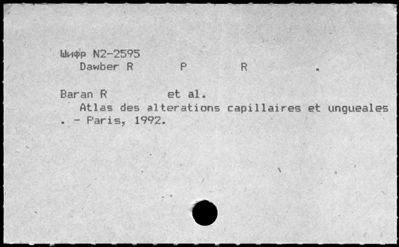 Шифр N2-2595
Dawber R P R .
Baran R et al.
Atlas des alterations capillaires et ungueales
. - Paris, 1992.